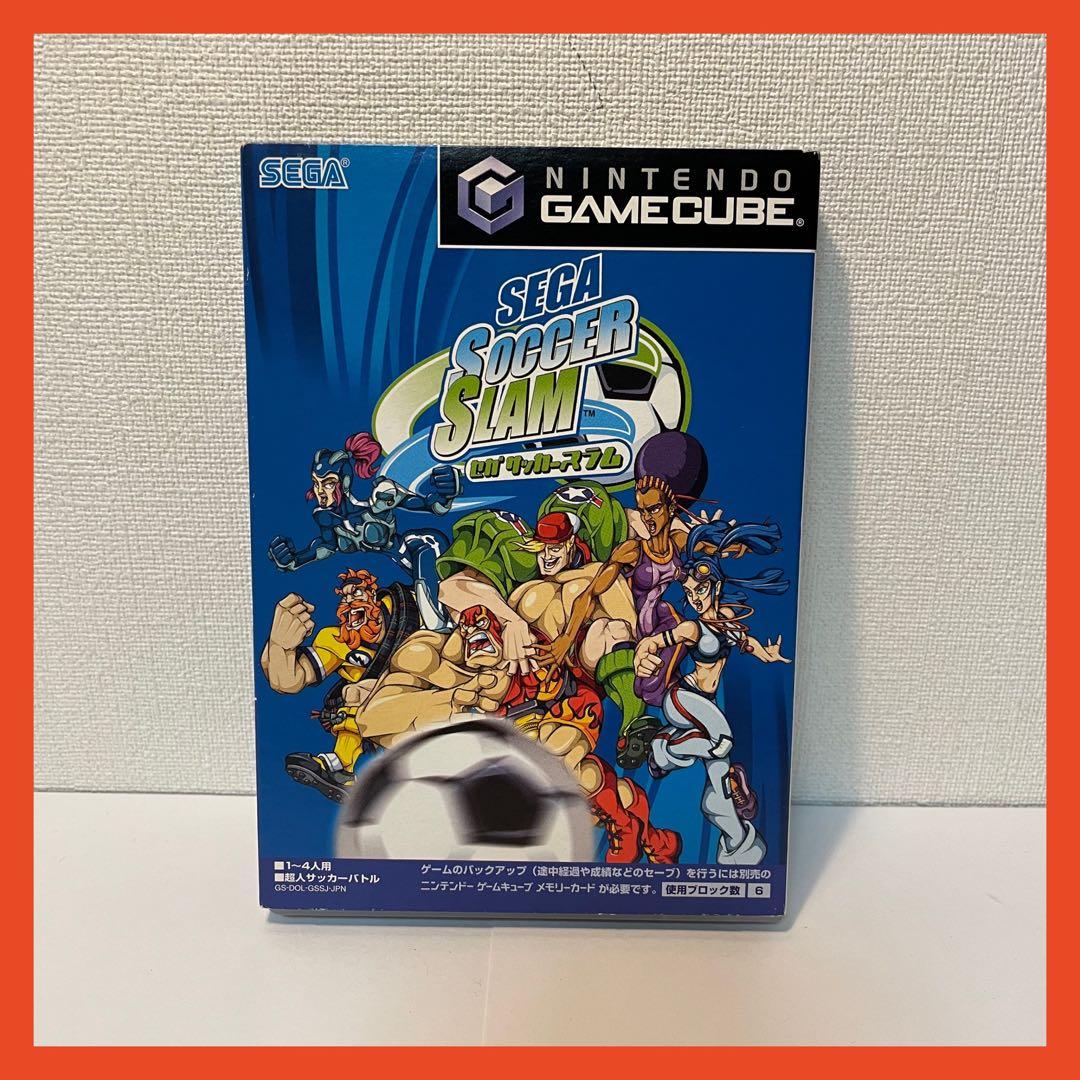 SEGA®
NINTENDO
GAMECUBE®
SEGA
SOCCER
SLAM™
セガサッカースラム
■1〜4人用
■超人サッカーバトル
GS-DOL-GSSJ-JPN
ゲームのバックアップ（途中経過や成績などのセーブ）を行うには別売の
ニンテンドー ゲームキューブ メモリーカード が必要です。 使用ブロック数 6